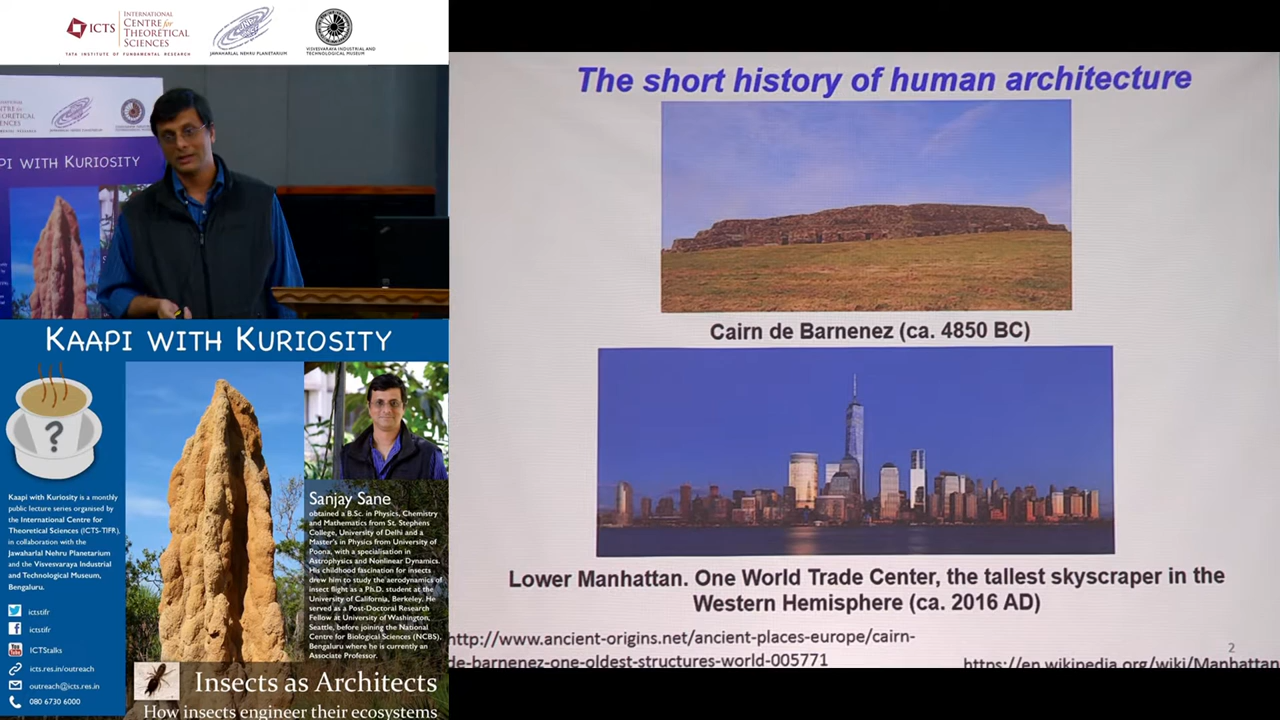 ICTS
INTERNATIONAL
CENTRE for
THEORETICAL
SCIENCES
TATA INSTITUTE OF FUNDAMENTAL RESEARCH
JAWAHARLAL NEHRU PLANETARIUM
VISVESVARAYA INDUSTRIAL AND
TECHNOLOGICAL MUSEUM
PI WITH KURIOSITY
KAAPI WITH KURIOSITY
?
Kaapi with Kuriosity is a monthly
public lecture series organised by
the International Centre for
Theoretical Sciences (ICTS-TIFR),
in collaboration with the
Jawaharlal Nehru Planetarium
and the Visvesvaraya Industrial
and Technological Museum,
Bengaluru.
ictstifr
ictstifr
ICTStalks
icts.res.in/outreach
outreach@icts.res.in
080 6730 6000
Sanjay Sane
obtained a B.Sc. in Physics, Chemistry
and Mathematics from St. Stephens
College, University of Delhi and a
Master's in Physics from University of
Poona, with a specialisation in
Astrophysics and Nonlinear Dynamics.
His childhood fascination for insects
drew him to study the aerodynamics of
insect flight as a Ph.D. student at the
University of California, Berkeley. He
served as a Post-Doctoral Research
Fellow at University of Washington,
Seattle, before joining the National
Centre for Biological Sciences (NCBS),
Bengaluru where he is currently an
Associate Professor.
Insects as Architects
How insects engineer their ecosystems
The short history of human architecture
Cairn de Barnenez (ca. 4850 BC)
Lower Manhattan. One World Trade Center, the tallest skyscraper in the
Western Hemisphere (ca. 2016 AD)
http://www.ancient-origins.net/ancient-places-europe/cairn-
de-barnenez-one-oldest-structures-world-005771
2
https://en.wikipedia.org/wiki/Manhattan